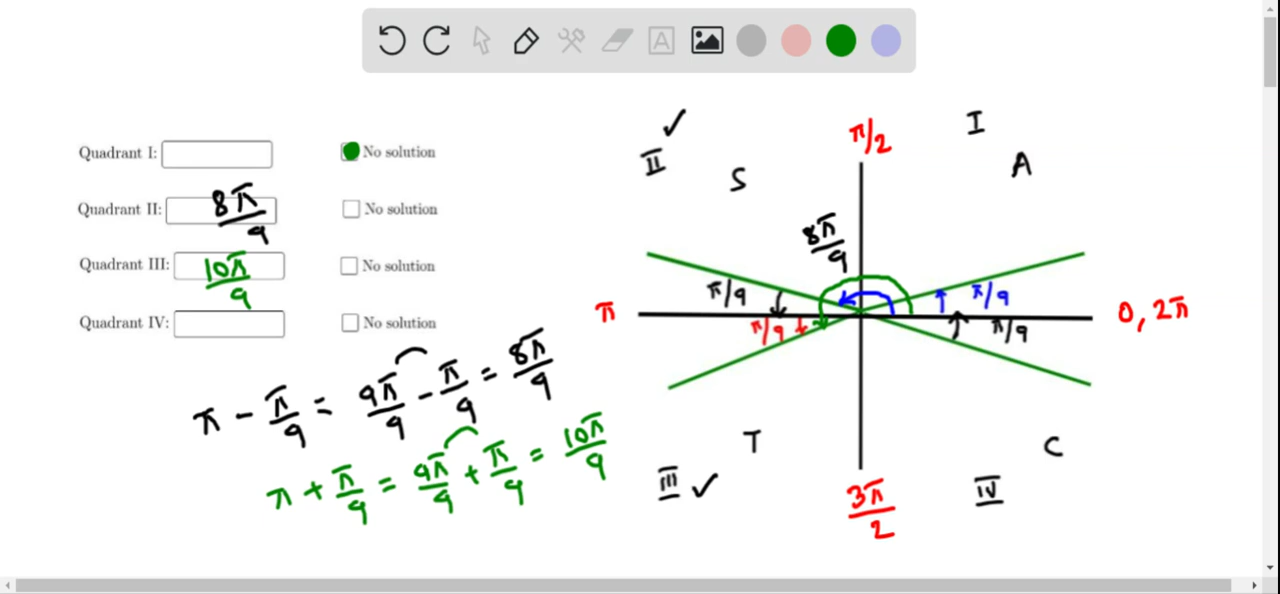 Quadrant I: No solution
Quadrant II: 8π/9 No solution
Quadrant III: 10π/9 No solution
Quadrant IV: No solution
π - π/9 = 9π/9 - π/9 = 8π/9
π + π/9 = 9π/9 + π/9 = 10π/9
A
✓
II
S
π/2
I
A
8π/9
π/9
π/9
π
0, 2π
π/9
π/9
T
C
III ✓
3π/2
IV